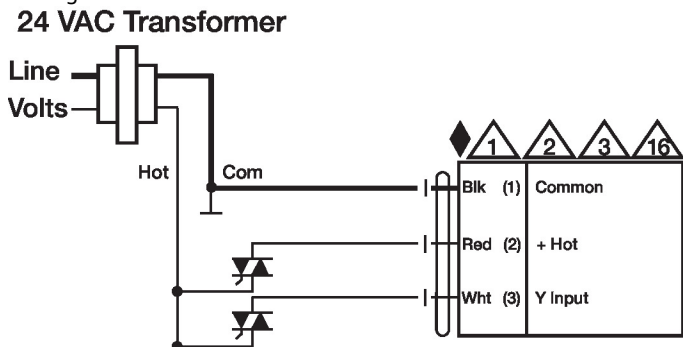 24 VAC Transformer
Line
Volts
Hot
Com
1 2 3 16
Blk (1) Common
Red (2) + Hot
Wht (3) Y Input